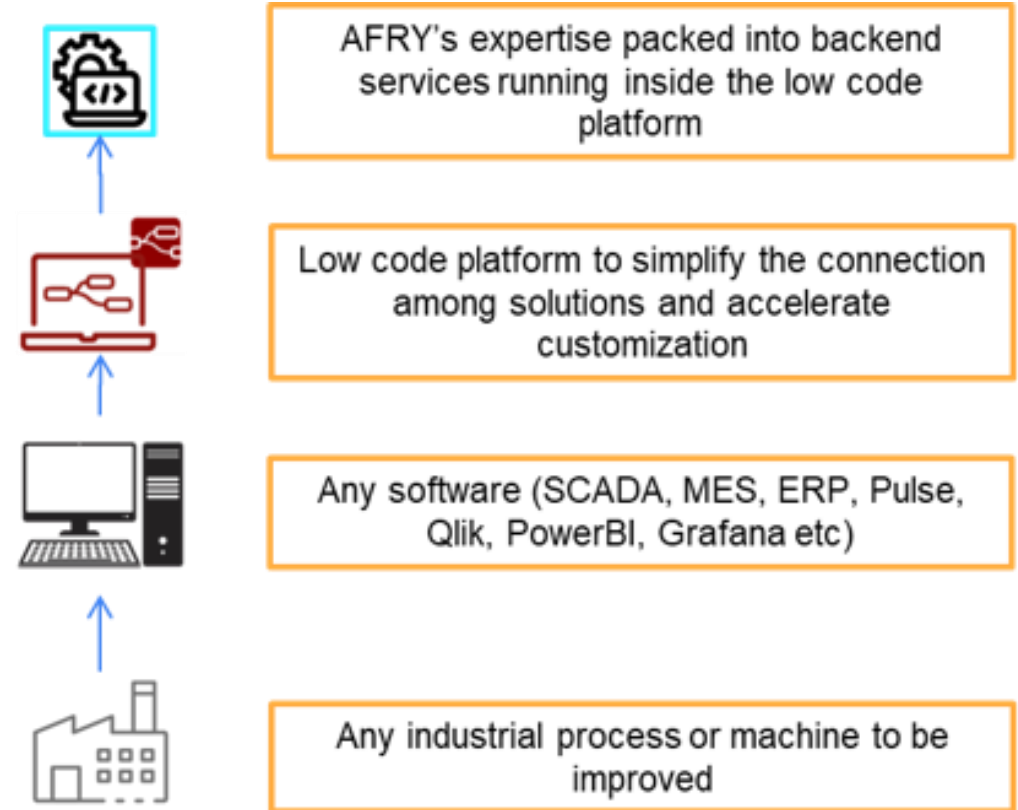 AFRY's expertise packed into backend
services running inside the low code
platform
</>
Low code platform to simplify the connection
among solutions and accelerate
customization
Any software (SCADA, MES, ERP, Pulse,
Qlik, PowerBI, Grafana etc)
Any industrial process or machine to be
improved